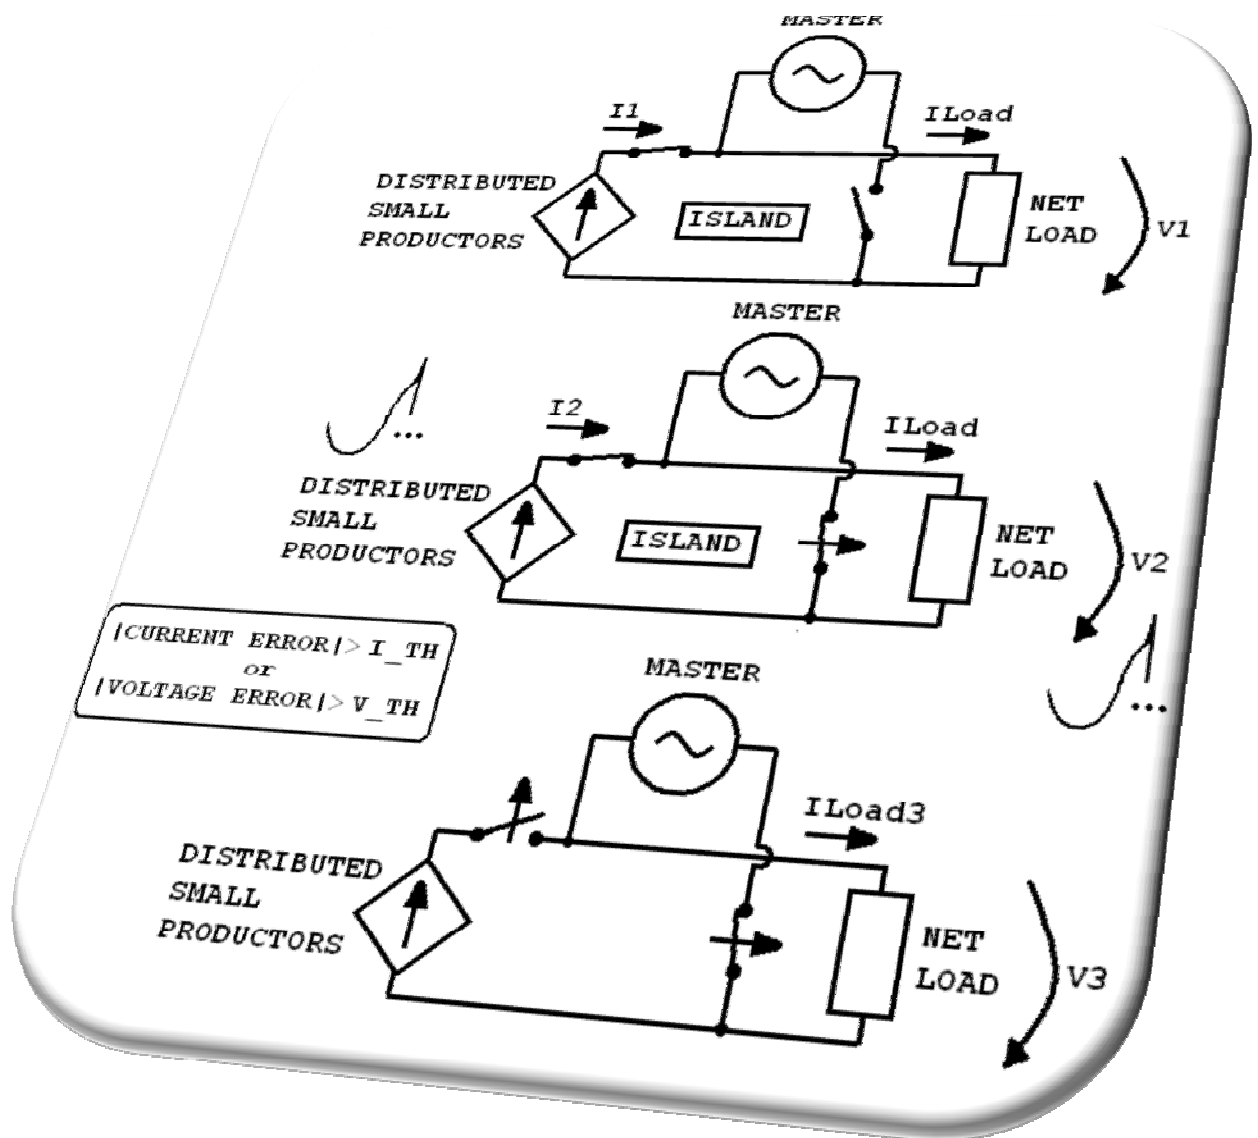 MASTER
I1
ILoad
DISTRIBUTED
SMALL
PRODUCTORS
ISLAND
NET
LOAD
V1
MASTER
I2
ILoad
...
DISTRIBUTED
SMALL
PRODUCTORS
ISLAND
NET
LOAD
V2
|CURRENT ERROR|> I_TH
or
|VOLTAGE ERROR|> V_TH
...
MASTER
ILoad3
DISTRIBUTED
SMALL
PRODUCTORS
NET
LOAD
V3